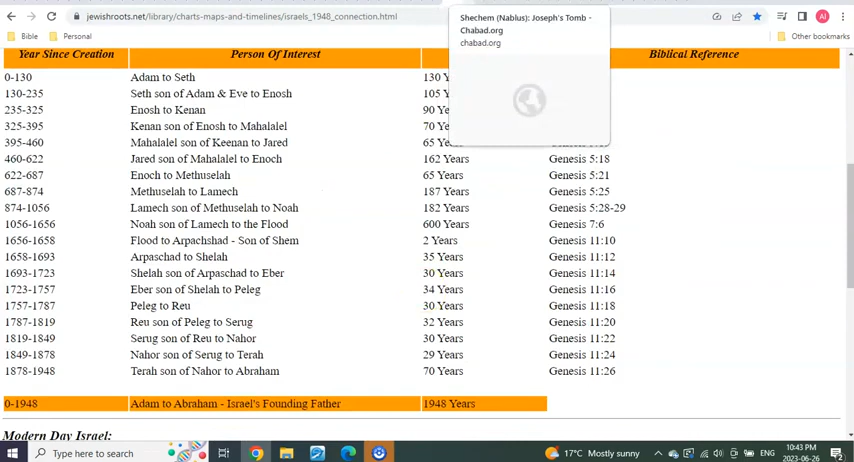 jewishroots.net/library/charts-maps-and-timelines/israels_1948_connection.html
AI
Shechem (Nablus): Joseph's Tomb -
Chabad.org
chabad.org
Bible
Personal
Other bookmarks
Year Since Creation Person Of Interest Biblical Reference
0-130 Adam to Seth 130
130-235 Seth son of Adam & Eve to Enosh 105
235-325 Enosh to Kenan 90
325-395 Kenan son of Enosh to Mahalalel 70
395-460 Mahalalel son of Keenan to Jared 65
460-622 Jared son of Mahalalel to Enoch 162 Years Genesis 5:18
622-687 Enoch to Methuselah 65 Years Genesis 5:21
687-874 Methuselah to Lamech 187 Years Genesis 5:25
874-1056 Lamech son of Methuselah to Noah 182 Years Genesis 5:28-29
1056-1656 Noah son of Lamech to the Flood 600 Years Genesis 7:6
1656-1658 Flood to Arpachshad - Son of Shem 2 Years Genesis 11:10
1658-1693 Arpaschad to Shelah 35 Years Genesis 11:12
1693-1723 Shelah son of Arpaschad to Eber 30 Years Genesis 11:14
1723-1757 Eber son of Shelah to Peleg 34 Years Genesis 11:16
1757-1787 Peleg to Reu 30 Years Genesis 11:18
1787-1819 Reu son of Peleg to Serug 32 Years Genesis 11:20
1819-1849 Serug son of Reu to Nahor 30 Years Genesis 11:22
1849-1878 Nahor son of Serug to Terah 29 Years Genesis 11:24
1878-1948 Terah son of Nahor to Abraham 70 Years Genesis 11:26
0-1948 Adam to Abraham - Israel's Founding Father 1948 Years
Modern Day Israel:
Type here to search
17°C Mostly sunny
ENG
10:43 PM
2023-06-26
2